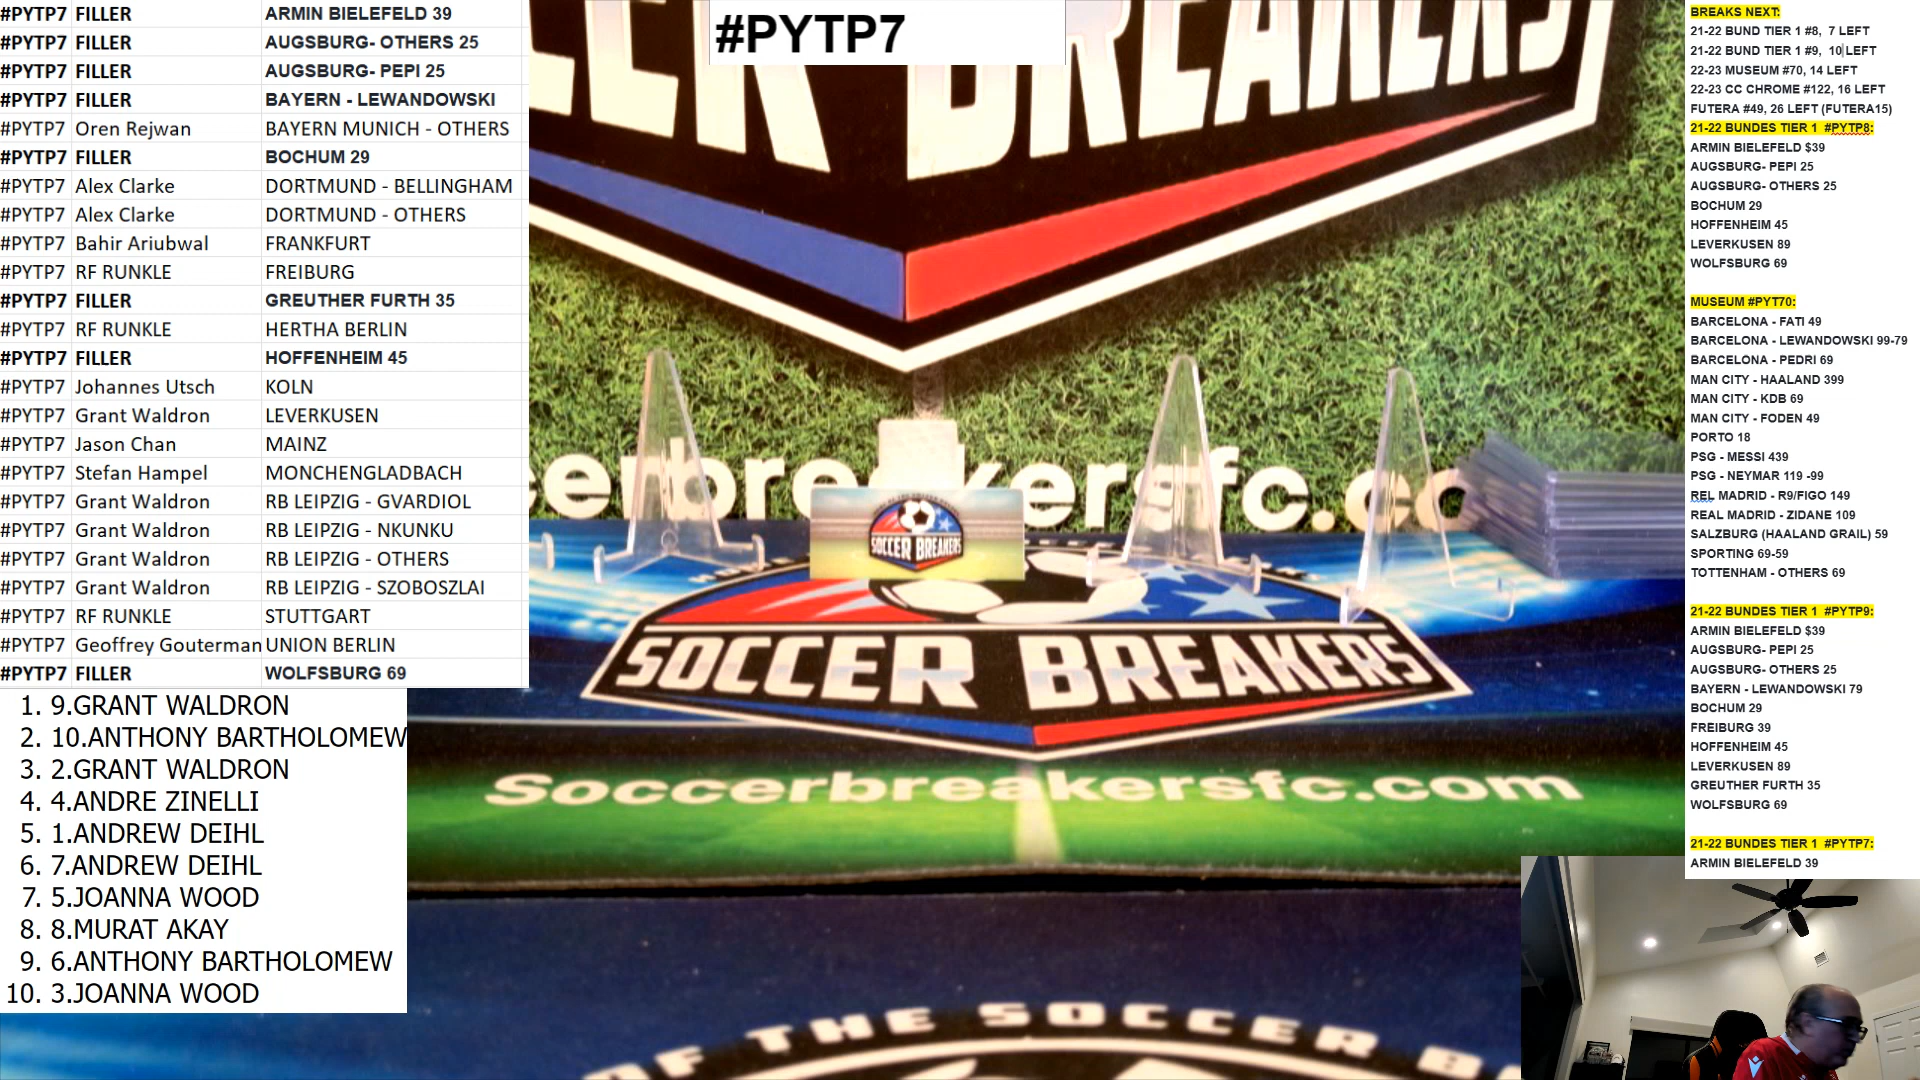 #PYTP7 FILLER ARMIN BIELEFELD 39
#PYTP7 FILLER AUGSBURG- OTHERS 25
#PYTP7 FILLER AUGSBURG- PEPI 25
#PYTP7 FILLER BAYERN - LEWANDOWSKI
#PYTP7 Oren Rejwan BAYERN MUNICH - OTHERS
#PYTP7 FILLER BOCHUM 29
#PYTP7 Alex Clarke DORTMUND - BELLINGHAM
#PYTP7 Alex Clarke DORTMUND - OTHERS
#PYTP7 Bahir Ariubwal FRANKFURT
#PYTP7 RF RUNKLE FREIBURG
#PYTP7 FILLER GREUTHER FURTH 35
#PYTP7 RF RUNKLE HERTHA BERLIN
#PYTP7 FILLER HOFFENHEIM 45
#PYTP7 Johannes Utsch KOLN
#PYTP7 Grant Waldron LEVERKUSEN
#PYTP7 Jason Chan MAINZ
#PYTP7 Stefan Hampel MONCHENGLADBACH
#PYTP7 Grant Waldron RB LEIPZIG - GVARDIOL
#PYTP7 Grant Waldron RB LEIPZIG - NKUNKU
#PYTP7 Grant Waldron RB LEIPZIG - OTHERS
#PYTP7 Grant Waldron RB LEIPZIG - SZOBOSZLAI
#PYTP7 RF RUNKLE STUTTGART
#PYTP7 Geoffrey Gouterman UNION BERLIN
#PYTP7 FILLER WOLFSBURG 69
1. 9.GRANT WALDRON
2. 10.ANTHONY BARTHOLOMEW
3. 2.GRANT WALDRON
4. 4.ANDRE ZINELLI
5. 1.ANDREW DEIHL
6. 7.ANDREW DEIHL
7. 5.JOANNA WOOD
8. 8.MURAT AKAY
9. 6.ANTHONY BARTHOLOMEW
10. 3.JOANNA WOOD
#PYTP7
CER BREAKERS
cerbreakersfc.co
SOCCER BREAKERS
SOCCER BREAKERS
Soccerbreakersfc.com
OF THE SOCCER B
BREAKS NEXT:
21-22 BUND TIER 1 #8, 7 LEFT
21-22 BUND TIER 1 #9, 10 LEFT
22-23 MUSEUM #70, 14 LEFT
22-23 CC CHROME #122, 16 LEFT
FUTERA #49, 26 LEFT (FUTERA15)
21-22 BUNDES TIER 1 #PYTP8:
ARMIN BIELEFELD $39
AUGSBURG- PEPI 25
AUGSBURG- OTHERS 25
BOCHUM 29
HOFFENHEIM 45
LEVERKUSEN 89
WOLFSBURG 69
MUSEUM #PYT70:
BARCELONA - FATI 49
BARCELONA - LEWANDOWSKI 99-79
BARCELONA - PEDRI 69
MAN CITY - HAALAND 399
MAN CITY - KDB 69
MAN CITY - FODEN 49
PORTO 18
PSG - MESSI 439
PSG - NEYMAR 119 -99
REL MADRID - R9/FIGO 149
REAL MADRID - ZIDANE 109
SALZBURG (HAALAND GRAIL) 59
SPORTING 69-59
TOTTENHAM - OTHERS 69
21-22 BUNDES TIER 1 #PYTP9:
ARMIN BIELEFELD $39
AUGSBURG- PEPI 25
AUGSBURG- OTHERS 25
BAYERN - LEWANDOWSKI 79
BOCHUM 29
FREIBURG 39
HOFFENHEIM 45
LEVERKUSEN 89
GREUTHER FURTH 35
WOLFSBURG 69
21-22 BUNDES TIER 1 #PYTP7:
ARMIN BIELEFELD 39